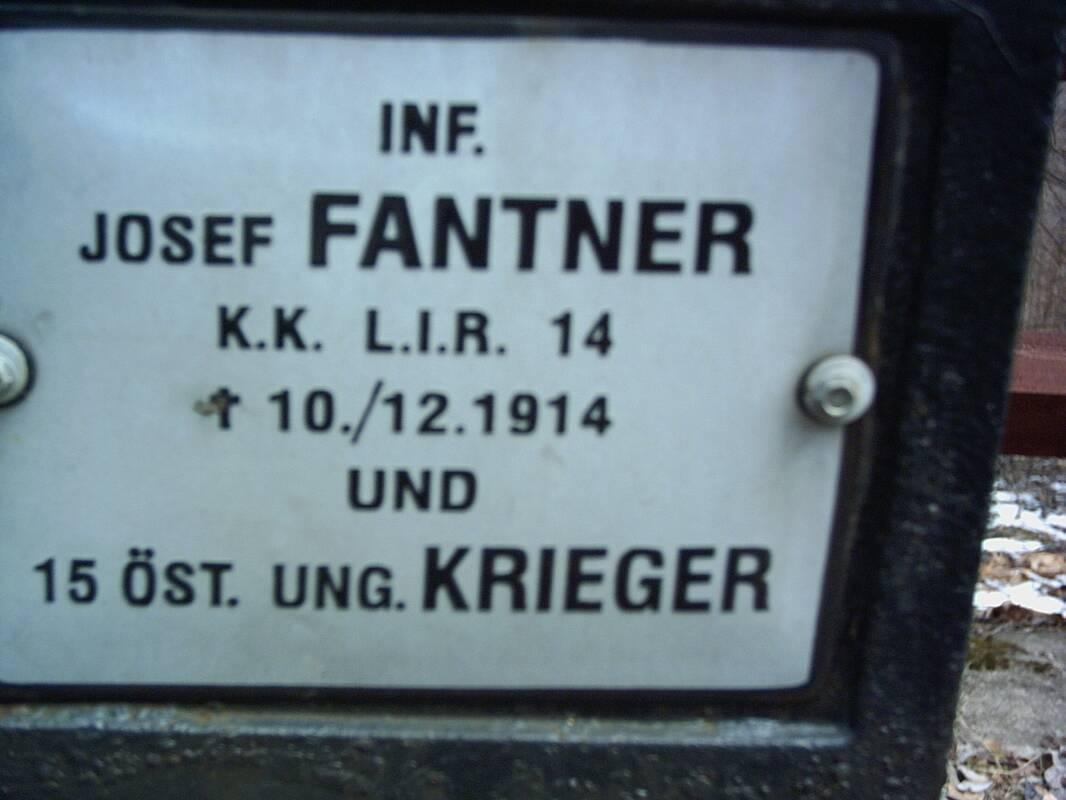 INF.
JOSEF FANTNER
K.K. L.I.R. 14
✝ 10./12.1914
UND
15 ÖST. UNG. KRIEGER